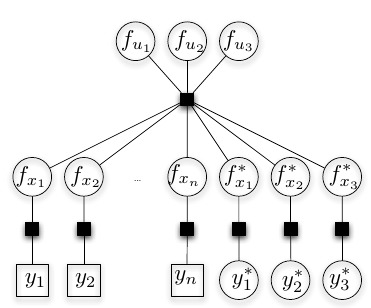 f_{u_1} f_{u_2} f_{u_3}
f_{x_1} f_{x_2} ... f_{x_n} f^*_{x_1} f^*_{x_2} f^*_{x_3}
y_1 y_2 y_n y^*_1 y^*_2 y^*_3